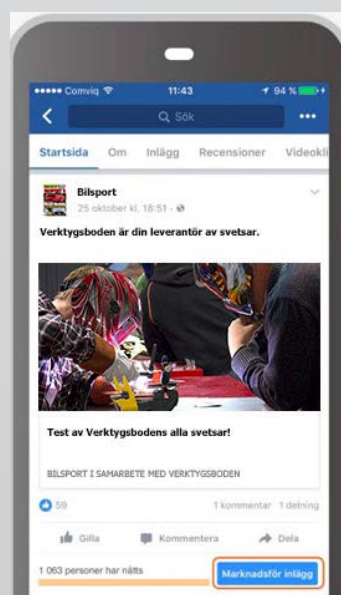 Comviq 11:43 94 %
Sök
Startsida Om Inlägg Recensioner Videokli
Bilsport
25 oktober kl. 18:51
Verktygsboden är din leverantör av svetsar.
Test av Verktygsbodens alla svetsar!
BILSPORT I SAMARBETE MED VERKTYGSBODEN
59 1 kommentar 1 delning
Gilla Kommentera Dela
1 063 personer har nåtts Marknadsför inlägg